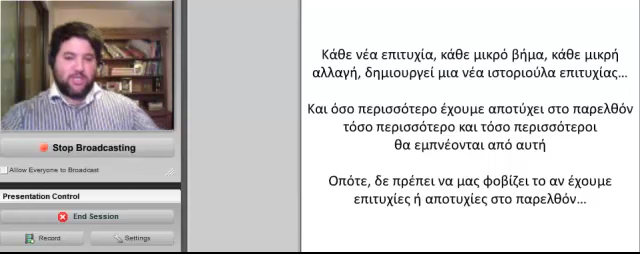 Stop Broadcasting
Allow Everyone to Broadcast
Presentation Control
End Session
Record
Settings
Κάθε νέα επιτυχία, κάθε μικρό βήμα, κάθε μικρή
αλλαγή, δημιουργεί μια νέα ιστοριούλα επιτυχίας...
Και όσο περισσότερο έχουμε αποτύχει στο παρελθόν
τόσο περισσότερο και τόσο περισσότεροι
θα εμπνέονται από αυτή
Οπότε, δε πρέπει να μας φοβίζει το αν έχουμε
επιτυχίες ή αποτυχίες στο παρελθόν...